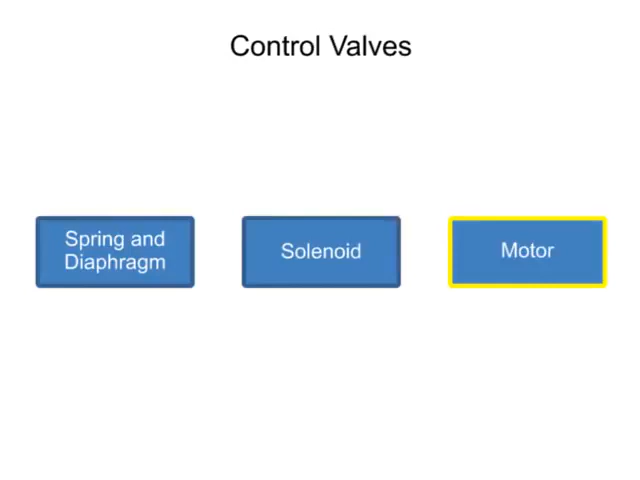 Control Valves
Spring and
Diaphragm
Solenoid
Motor